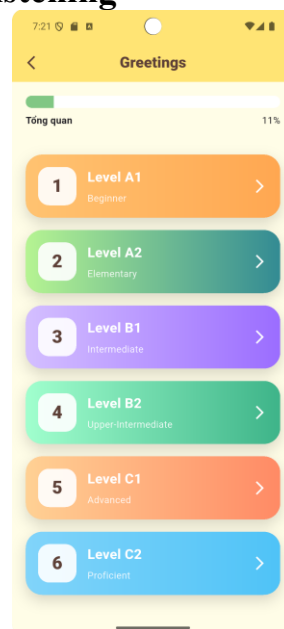 7:21
Greetings
Tổng quan 11%
1 Level A1
Beginner
2 Level A2
Elementary
3 Level B1
Intermediate
4 Level B2
Upper-Intermediate
5 Level C1
Advanced
6 Level C2
Proficient